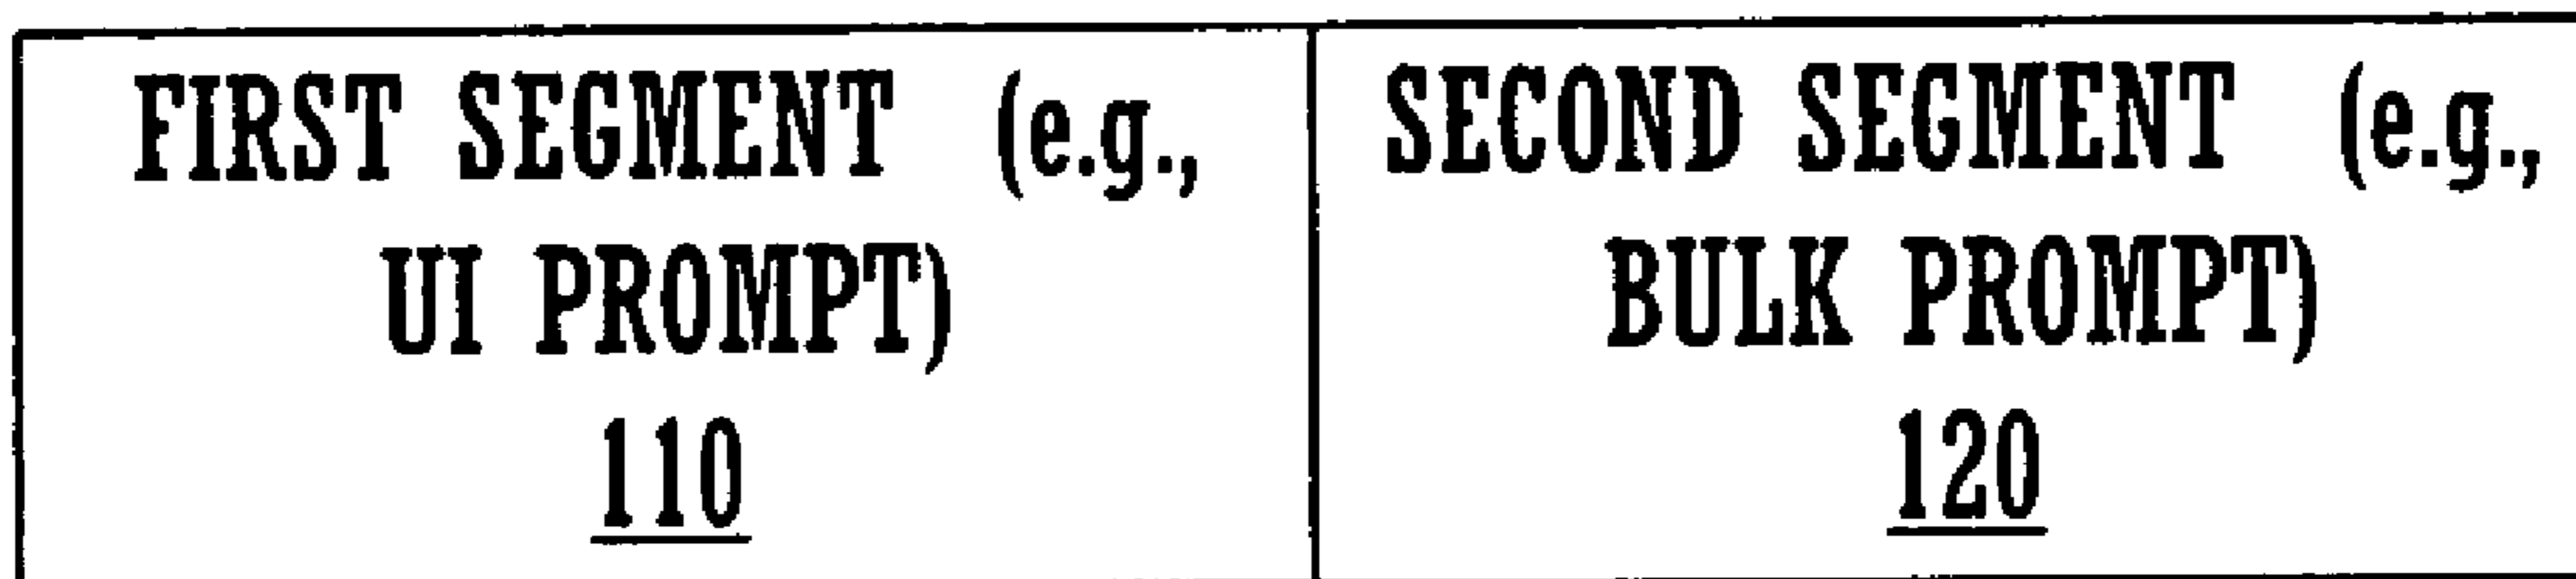 FIRST SEGMENT (e.g.,
UI PROMPT)
110
SECOND SEGMENT (e.g.,
BULK PROMPT)
120